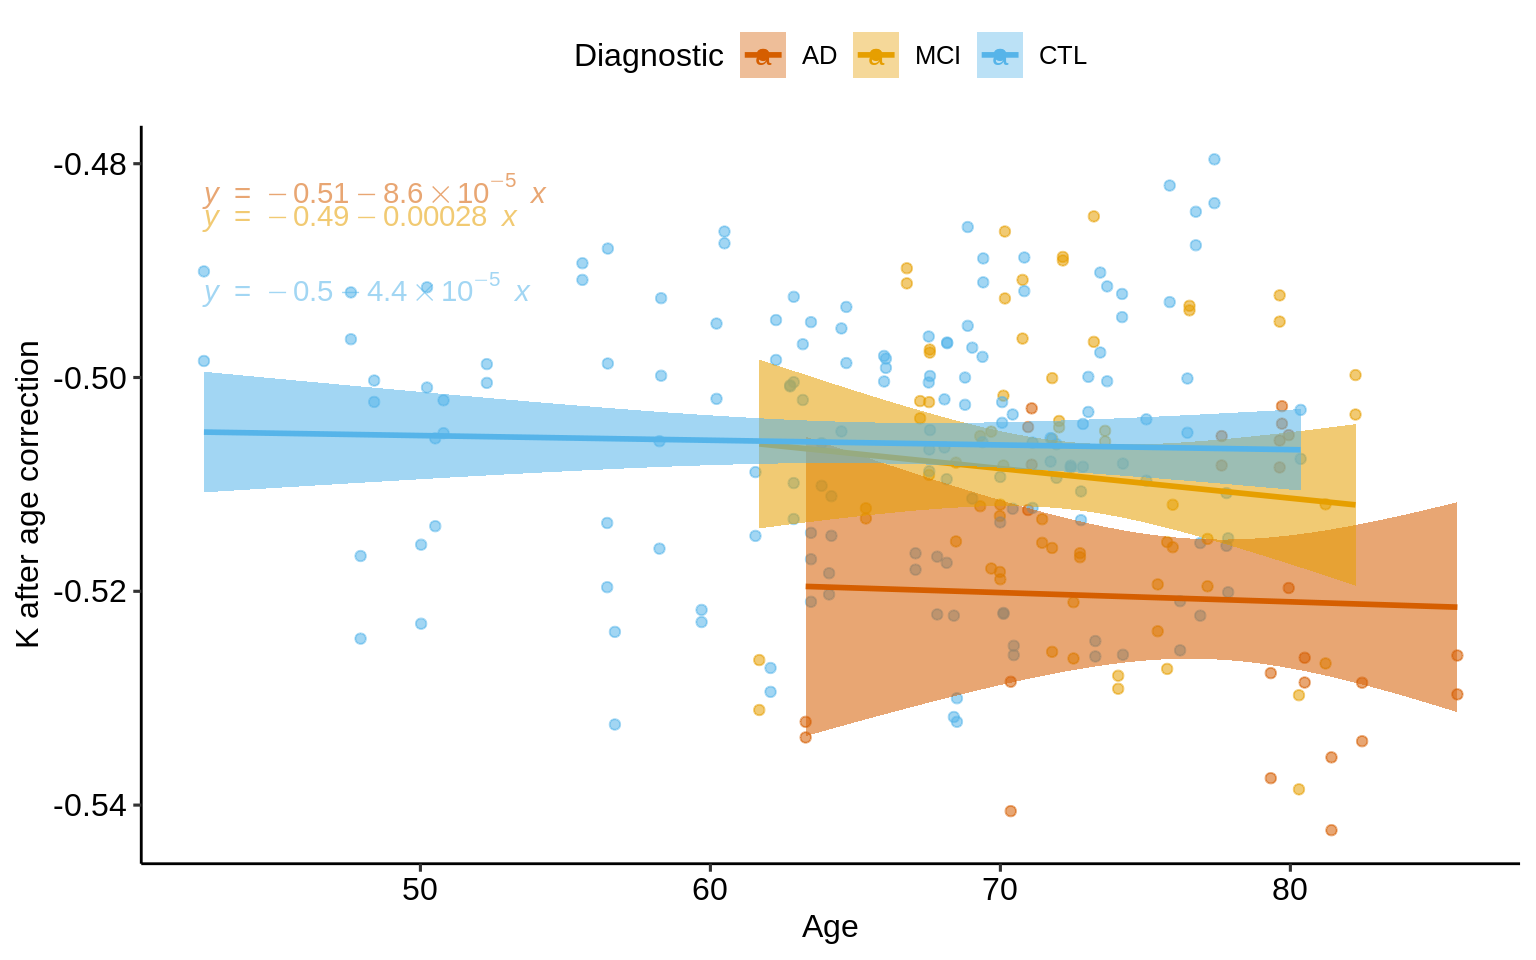 Diagnostic a AD a MCI a CTL
-0.48
y = −0.51 − 8.6 × 10⁻⁵ x
y = −0.49 − 0.00028 x
y = −0.5 − 4.4 × 10⁻⁵ x
-0.50
-0.52
-0.54
K after age correction
50 60 70 80
Age